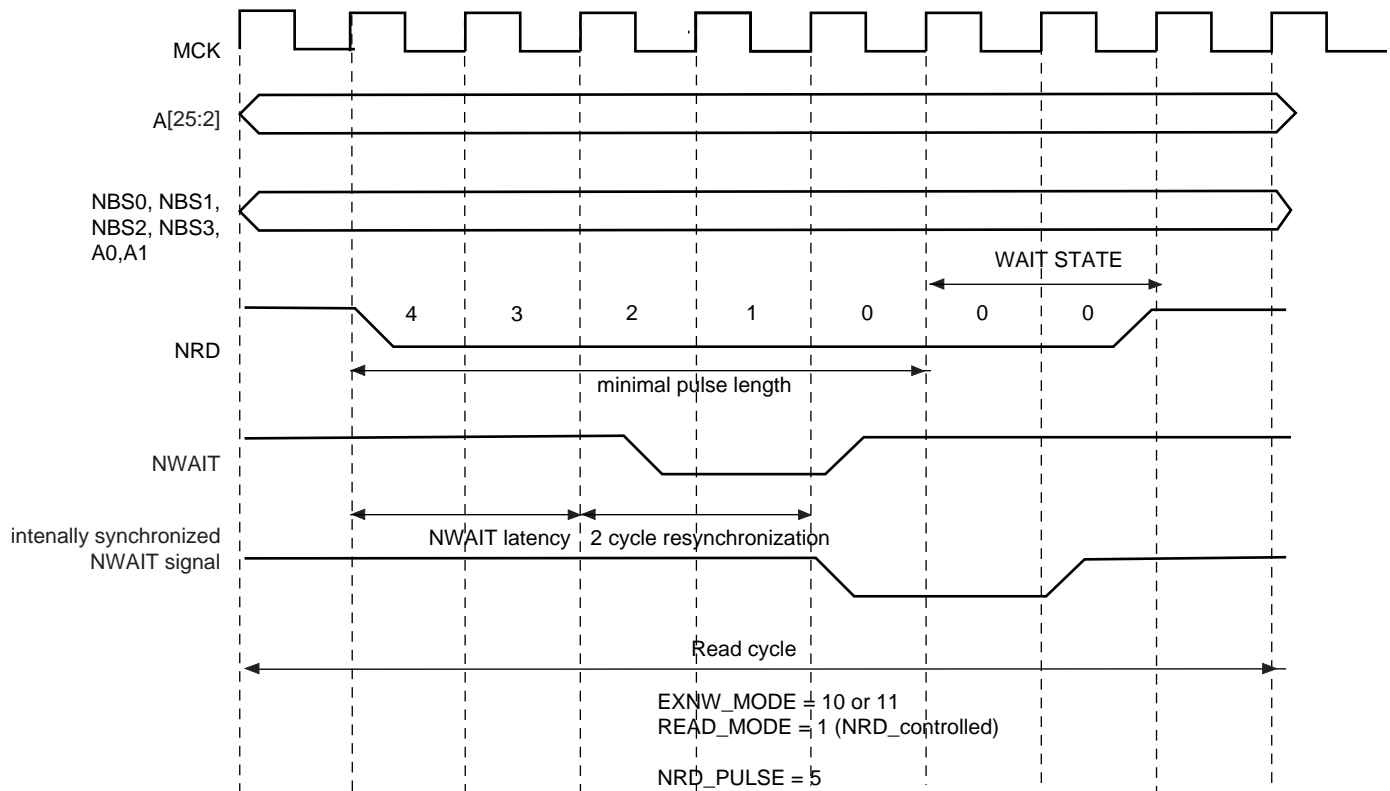 MCK
A[25:2]
NBS0, NBS1,
NBS2, NBS3,
A0,A1
WAIT STATE
4 3 2 1 0 0 0
NRD
minimal pulse length
NWAIT
intenally synchronized
NWAIT signal
NWAIT latency 2 cycle resynchronization
Read cycle
EXNW_MODE = 10 or 11
READ_MODE = 1 (NRD_controlled)
NRD_PULSE = 5